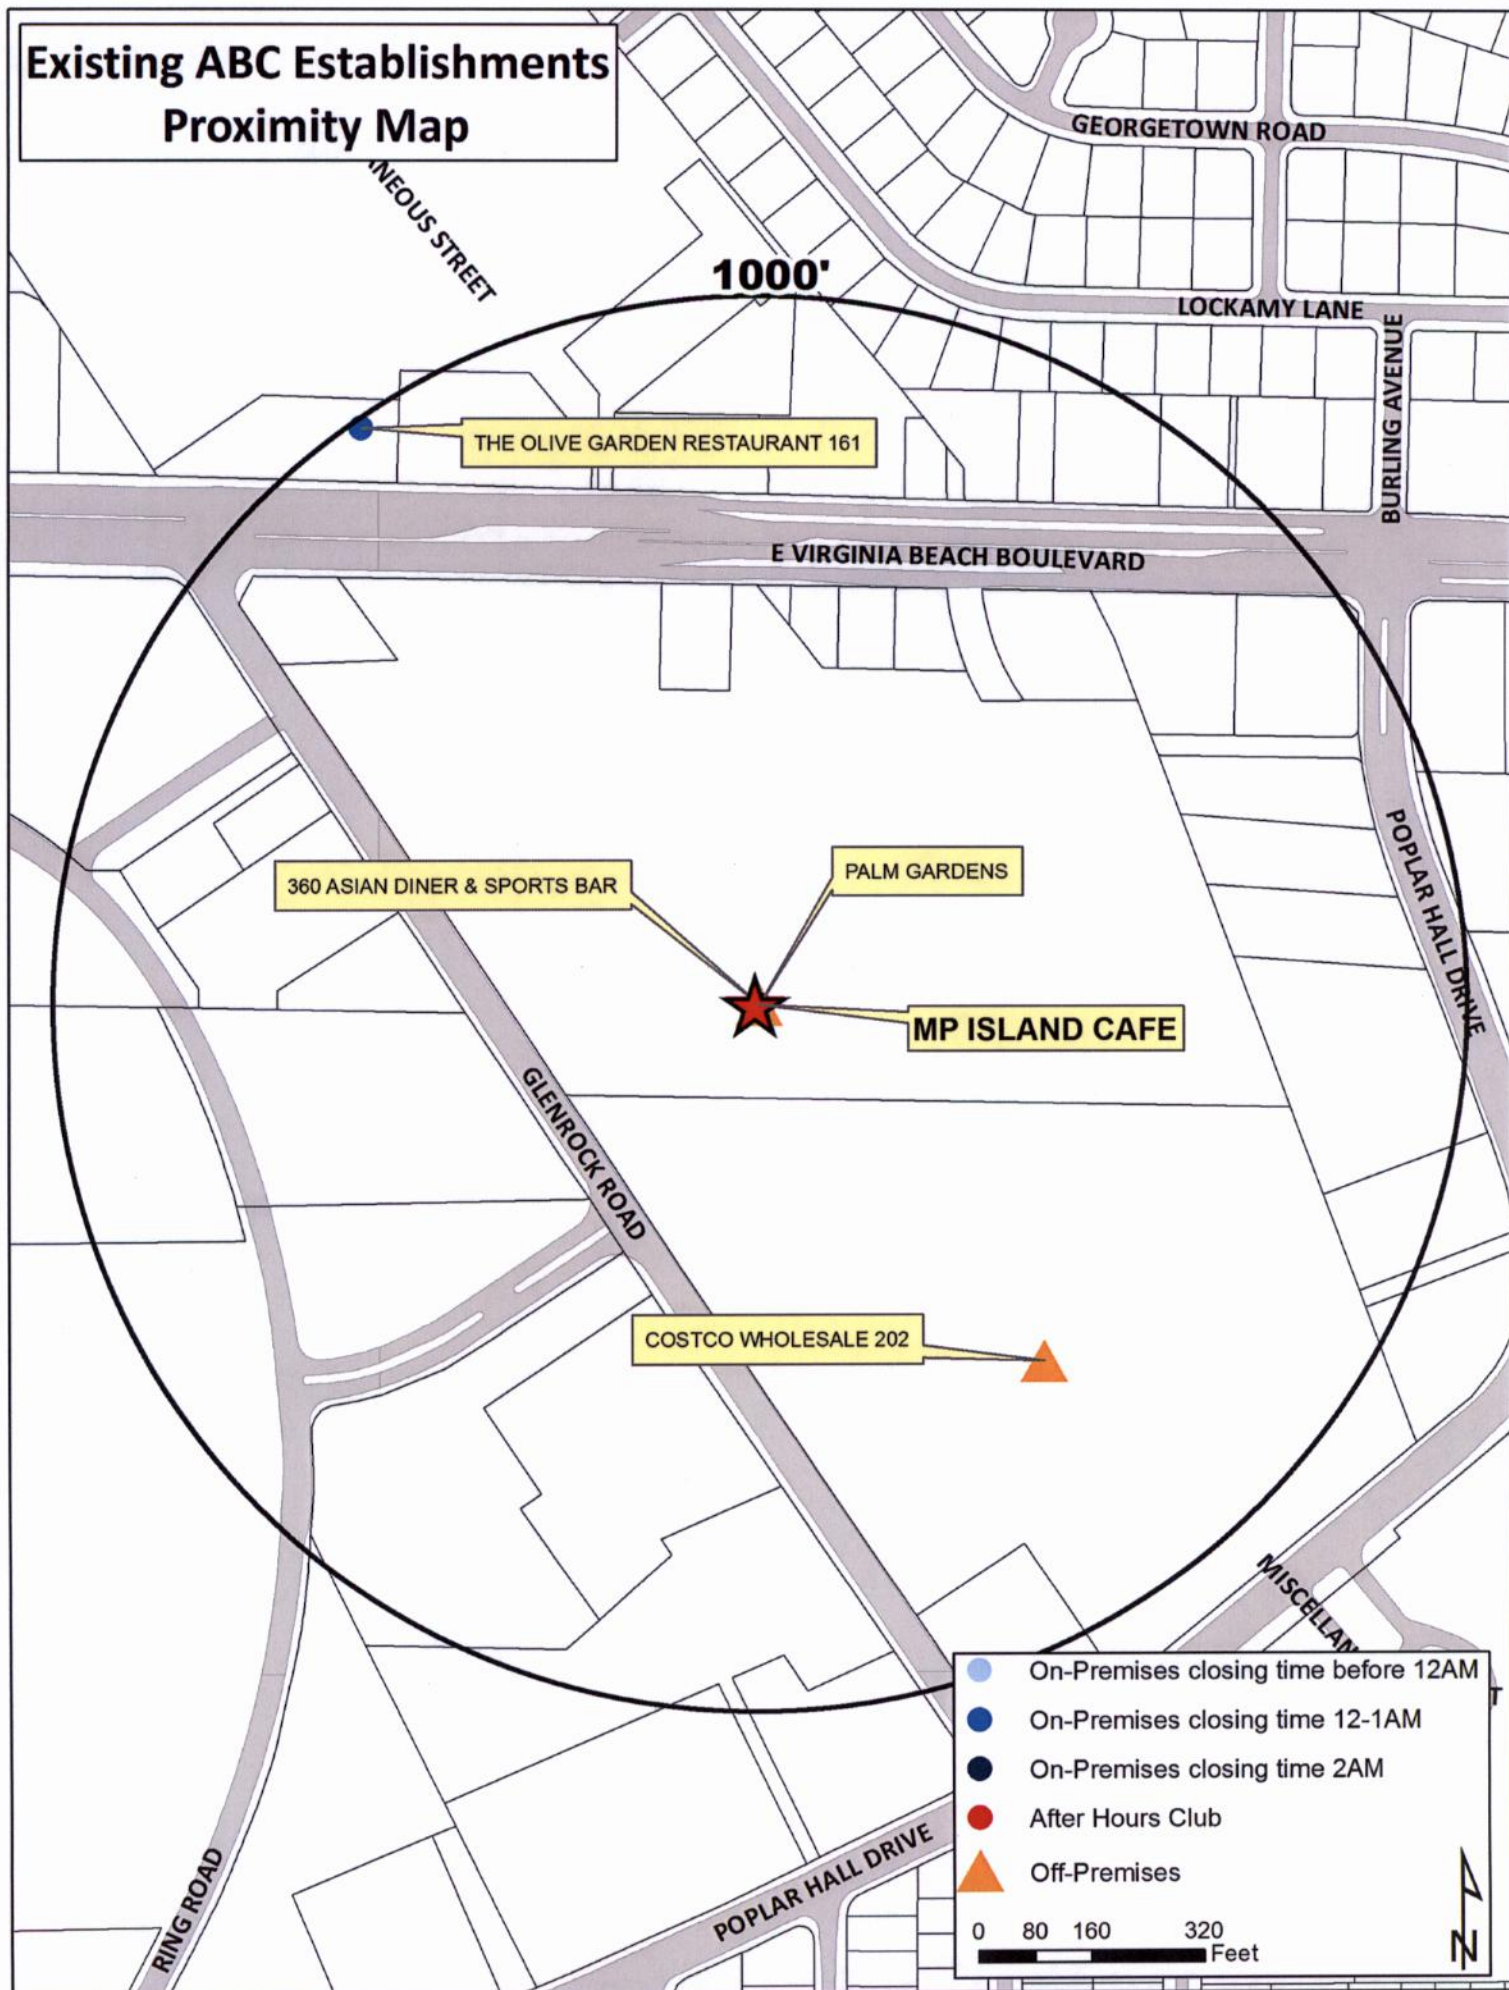 Existing ABC Establishments
Proximity Map
NEOUS STREET
GEORGETOWN ROAD
1000'
LOCKAMY LANE
BURLING AVENUE
THE OLIVE GARDEN RESTAURANT 161
E VIRGINIA BEACH BOULEVARD
POPLAR HALL DRIVE
360 ASIAN DINER & SPORTS BAR
PALM GARDENS
MP ISLAND CAFE
GLENROCK ROAD
COSTCO WHOLESALE 202
MISCELLAN
T
On-Premises closing time before 12AM
On-Premises closing time 12-1AM
On-Premises closing time 2AM
After Hours Club
Off-Premises
0 80 160 320
Feet
N
POPLAR HALL DRIVE
RING ROAD